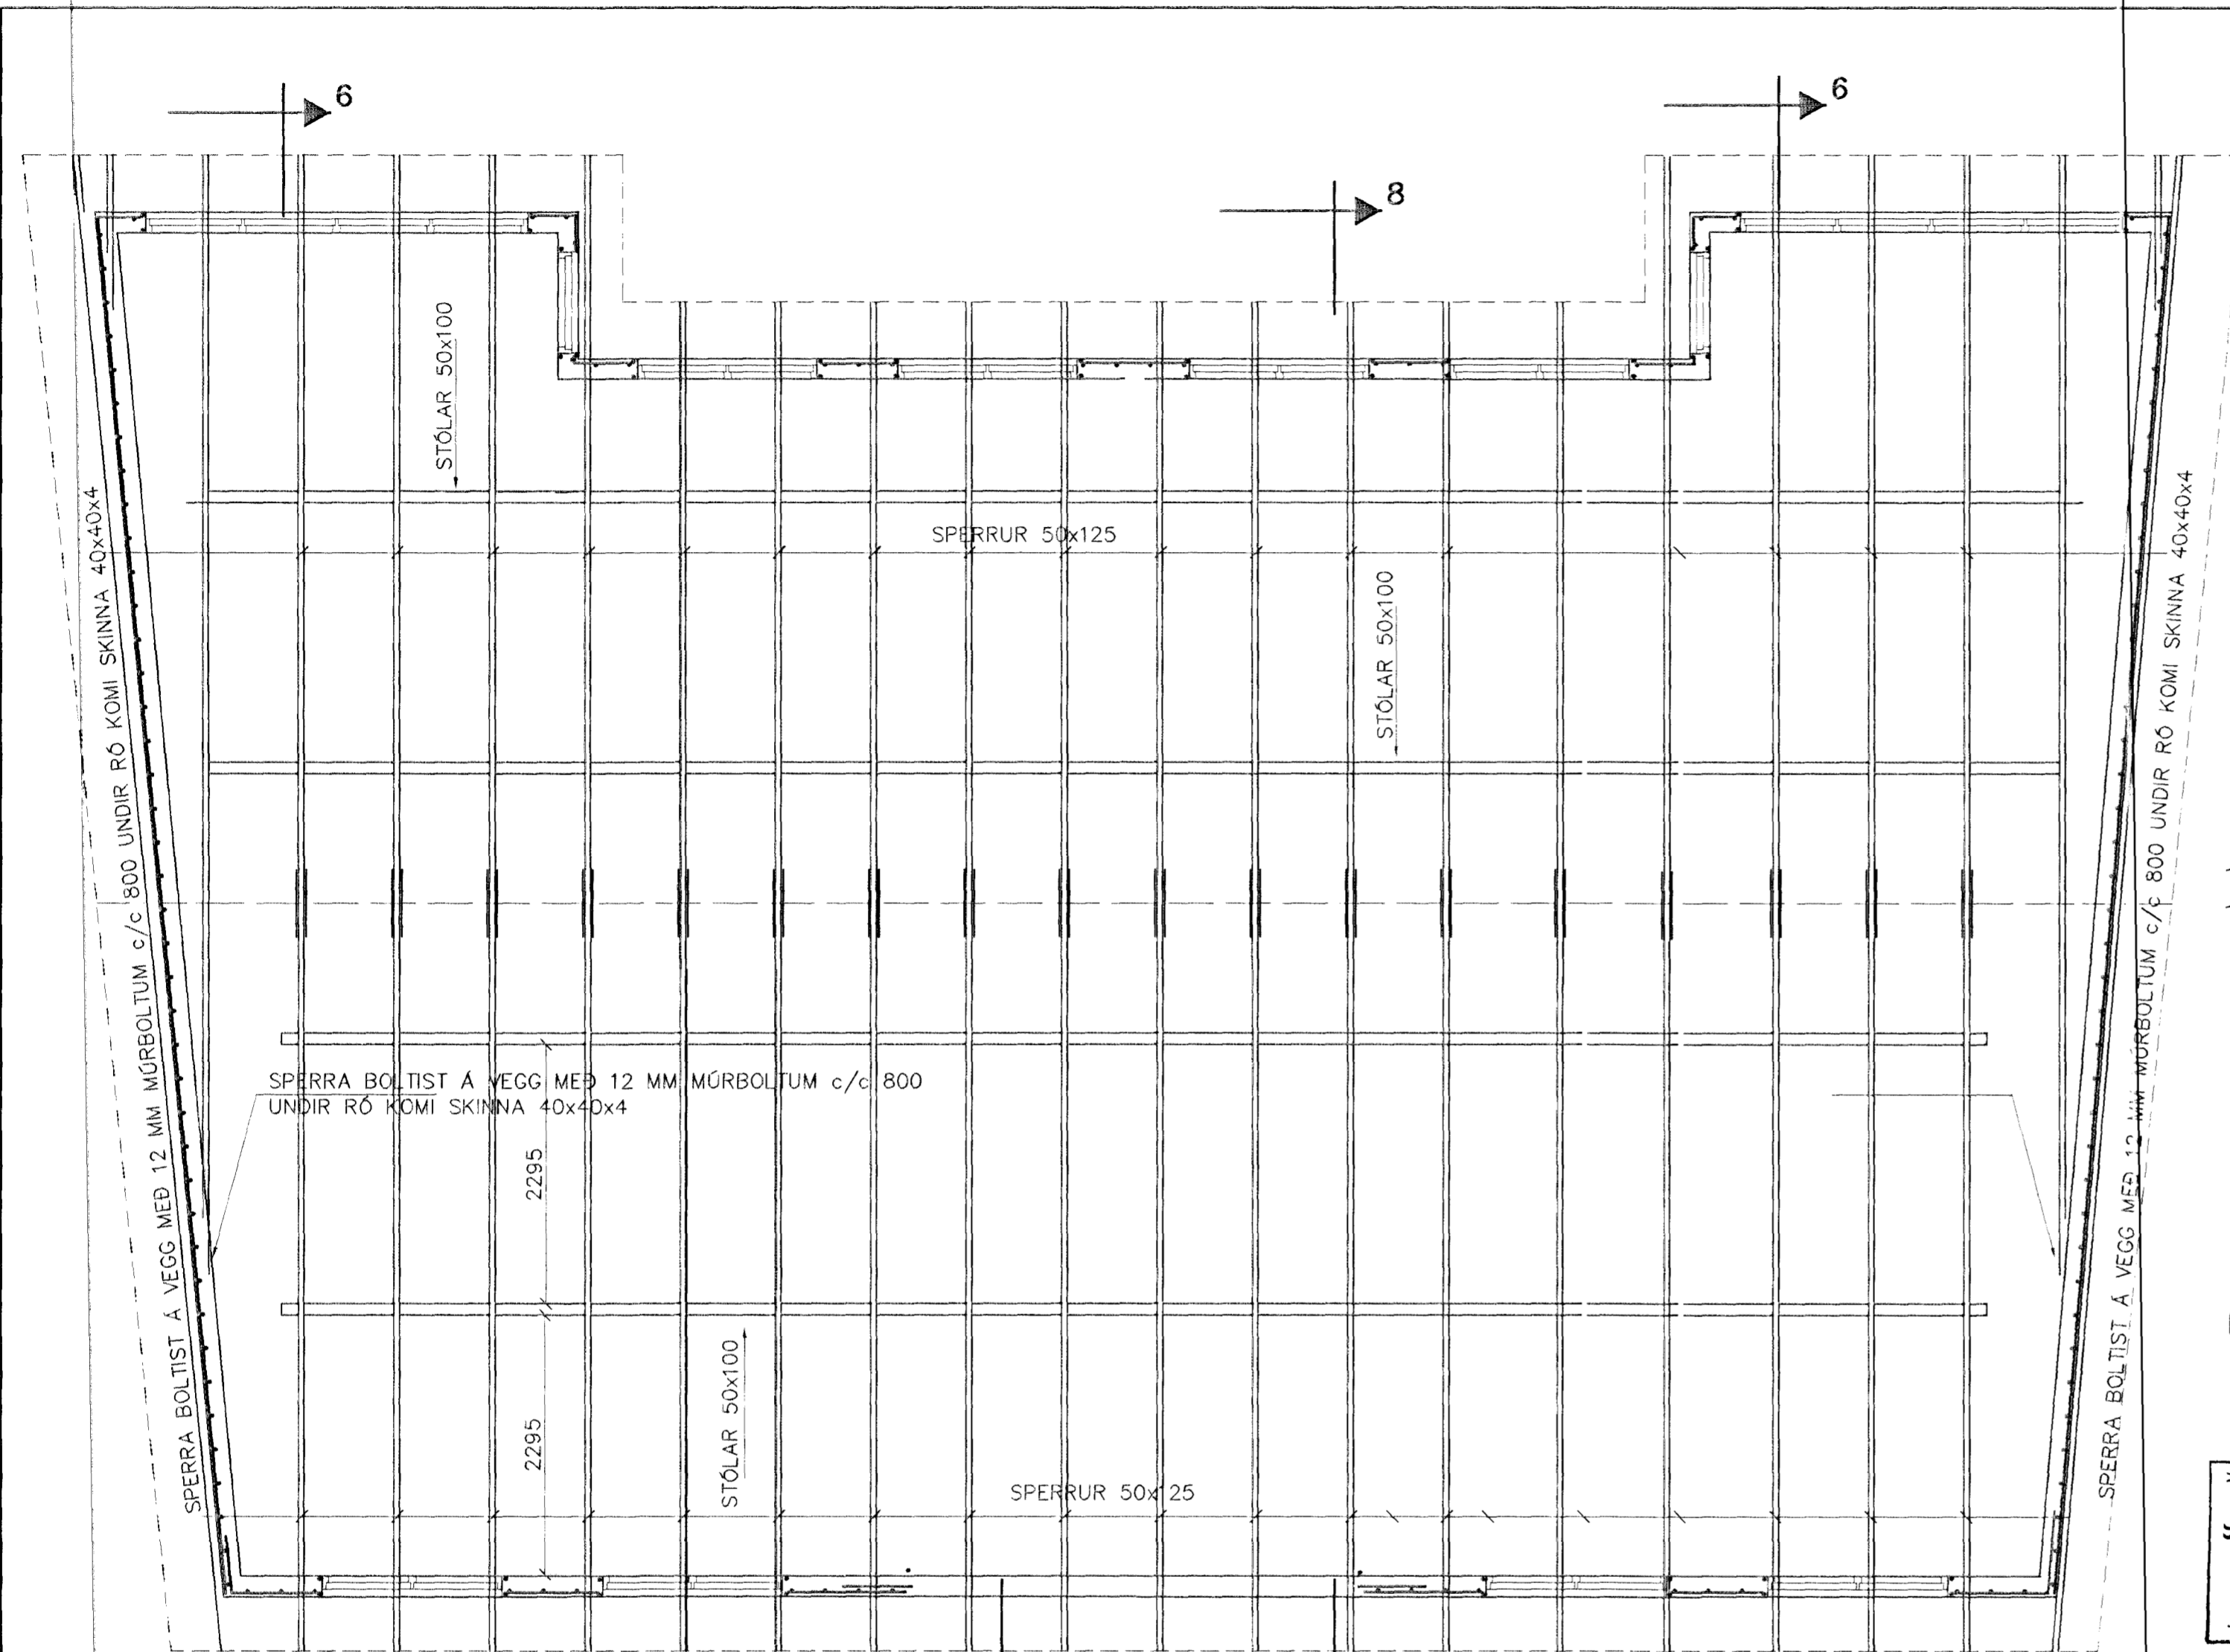 6
6
8
STÓLAR 50x100
SPERRUR 50x125
STÓLAR 50x100
SPERRA BOLTIST Á VEGG MEÐ 12 MM MÚRBOLTUM c/c 800 UNDIR RÓ KOMI SKINNA 40x40x4
SPERRA BOLTIST Á VEGG MEÐ 12 MM MÚRBOLTUM c/c 800 UNDIR RÓ KOMI SKINNA 40x40x4
SPERRA BOLTIST Á VEGG MEÐ 12 MM MÚRBOLTUM c/c 800
UNDIR RÓ KOMI SKINNA 40x40x4
2295
2295
STÓLAR 50x100
SPERRUR 50x125